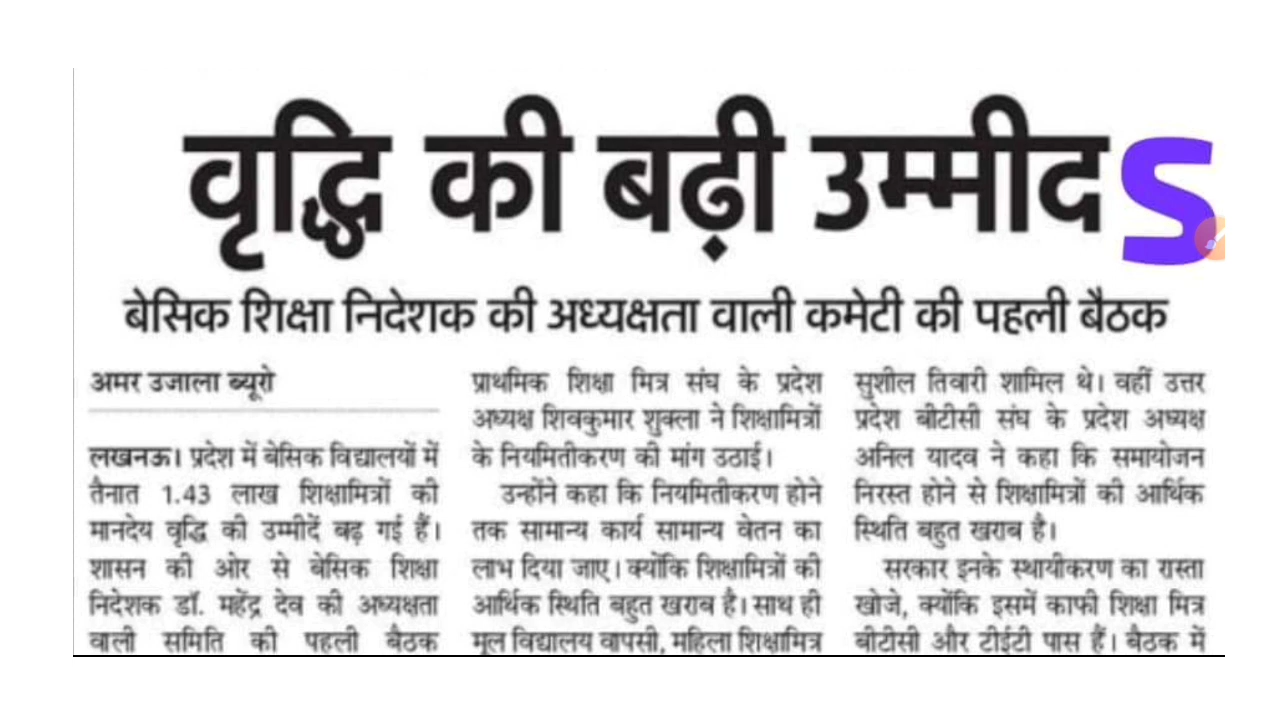 वृद्धि की बढ़ी उम्मीद S
बेसिक शिक्षा निदेशक की अध्यक्षता वाली कमेटी की पहली बैठक
अमर उजाला ब्यूरो
लखनऊ। प्रदेश में बेसिक विद्यालयों में
तैनात 1.43 लाख शिक्षामित्रों की
मानदेय वृद्धि की उम्मीदें बढ़ गई हैं।
शासन की ओर से बेसिक शिक्षा
निदेशक डॉ. महेंद्र देव की अध्यक्षता
वाली समिति की पहली बैठक
प्राथमिक शिक्षा मित्र संघ के प्रदेश
अध्यक्ष शिवकुमार शुक्ला ने शिक्षामित्रों
के नियमितीकरण की मांग उठाई।
उन्होंने कहा कि नियमितीकरण होने
तक सामान्य कार्य सामान्य वेतन का
लाभ दिया जाए। क्योंकि शिक्षामित्रों की
आर्थिक स्थिति बहुत खराब है। साथ ही
मूल विद्यालय वापसी, महिला शिक्षामित्र
सुशील तिवारी शामिल थे। वहीं उत्तर
प्रदेश बीटीसी संघ के प्रदेश अध्यक्ष
अनिल यादव ने कहा कि समायोजन
निरस्त होने से शिक्षामित्रों की आर्थिक
स्थिति बहुत खराब है।
सरकार इनके स्थायीकरण का रास्ता
खोजे, क्योंकि इसमें काफी शिक्षा मित्र
बीटीसी और टीईटी पास हैं। बैठक में